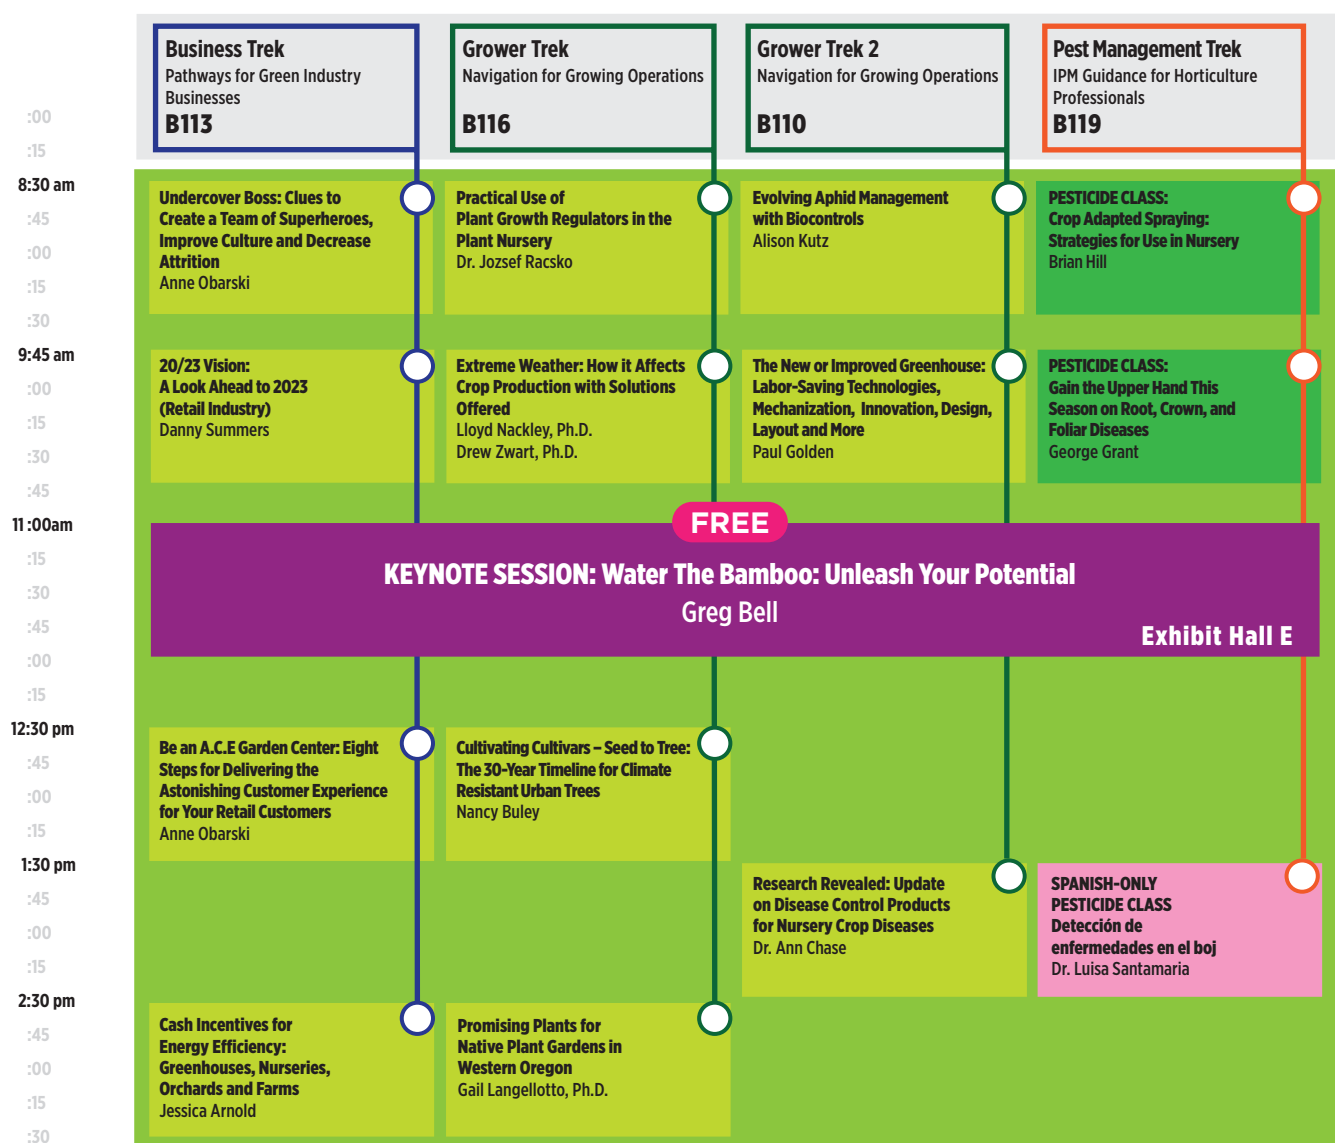 Business Trek
Pathways for Green Industry
Businesses
B113
Grower Trek
Navigation for Growing Operations
B116
Grower Trek 2
Navigation for Growing Operations
B110
Pest Management Trek
IPM Guidance for Horticulture
Professionals
B119
:00
:15
8:30 am
Undercover Boss: Clues to
Create a Team of Superheroes,
Improve Culture and Decrease
Attrition
Anne Obarski
Practical Use of
Plant Growth Regulators in the
Plant Nursery
Dr. Jozsef Racsko
Evolving Aphid Management
with Biocontrols
Alison Kutz
PESTICIDE CLASS:
Crop Adapted Spraying:
Strategies for Use in Nursery
Brian Hill
:45
:00
:15
:30
9:45 am
20/23 Vision:
A Look Ahead to 2023
(Retail Industry)
Danny Summers
Extreme Weather: How it Affects
Crop Production with Solutions
Offered
Lloyd Nackley, Ph.D.
Drew Zwart, Ph.D.
The New or Improved Greenhouse:
Labor-Saving Technologies,
Mechanization, Innovation, Design,
Layout and More
Paul Golden
PESTICIDE CLASS:
Gain the Upper Hand This
Season on Root, Crown, and
Foliar Diseases
George Grant
:00
:15
:30
:45
11:00am
FREE
KEYNOTE SESSION: Water The Bamboo: Unleash Your Potential
Greg Bell
Exhibit Hall E
:15
:30
:45
:00
:15
12:30 pm
Be an A.C.E Garden Center: Eight
Steps for Delivering the
Astonishing Customer Experience
for Your Retail Customers
Anne Obarski
Cultivating Cultivars – Seed to Tree:
The 30-Year Timeline for Climate
Resistant Urban Trees
Nancy Buley
:45
:00
:15
1:30 pm
Research Revealed: Update
on Disease Control Products
for Nursery Crop Diseases
Dr. Ann Chase
SPANISH-ONLY
PESTICIDE CLASS
Detección de
enfermedades en el boj
Dr. Luisa Santamaria
:45
:00
:15
2:30 pm
Cash Incentives for
Energy Efficiency:
Greenhouses, Nurseries,
Orchards and Farms
Jessica Arnold
Promising Plants for
Native Plant Gardens in
Western Oregon
Gail Langellotto, Ph.D.
:45
:00
:15
:30